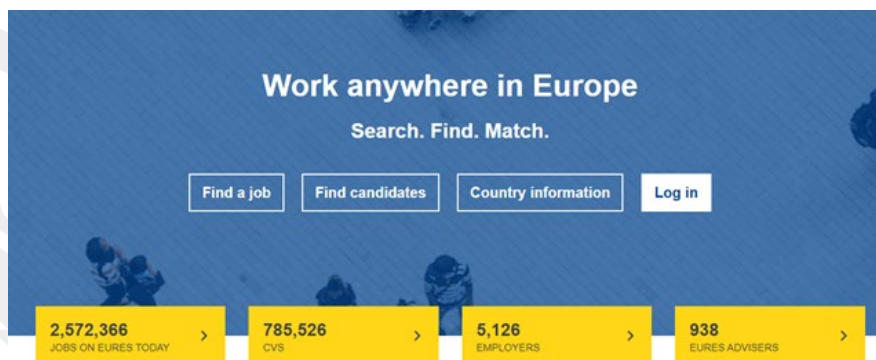 Work anywhere in Europe
Search. Find. Match.
Find a job
Find candidates
Country information
Log in
2,572,366
JOBS ON EURES TODAY
785,526
CVS
5,126
EMPLOYERS
938
EURES ADVISERS